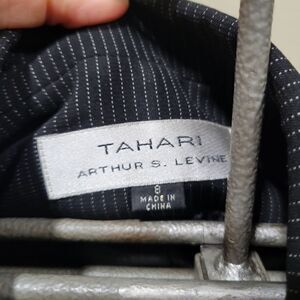 TAHARI
ARTHUR S. LEVINE
8
MADE IN
CHINA